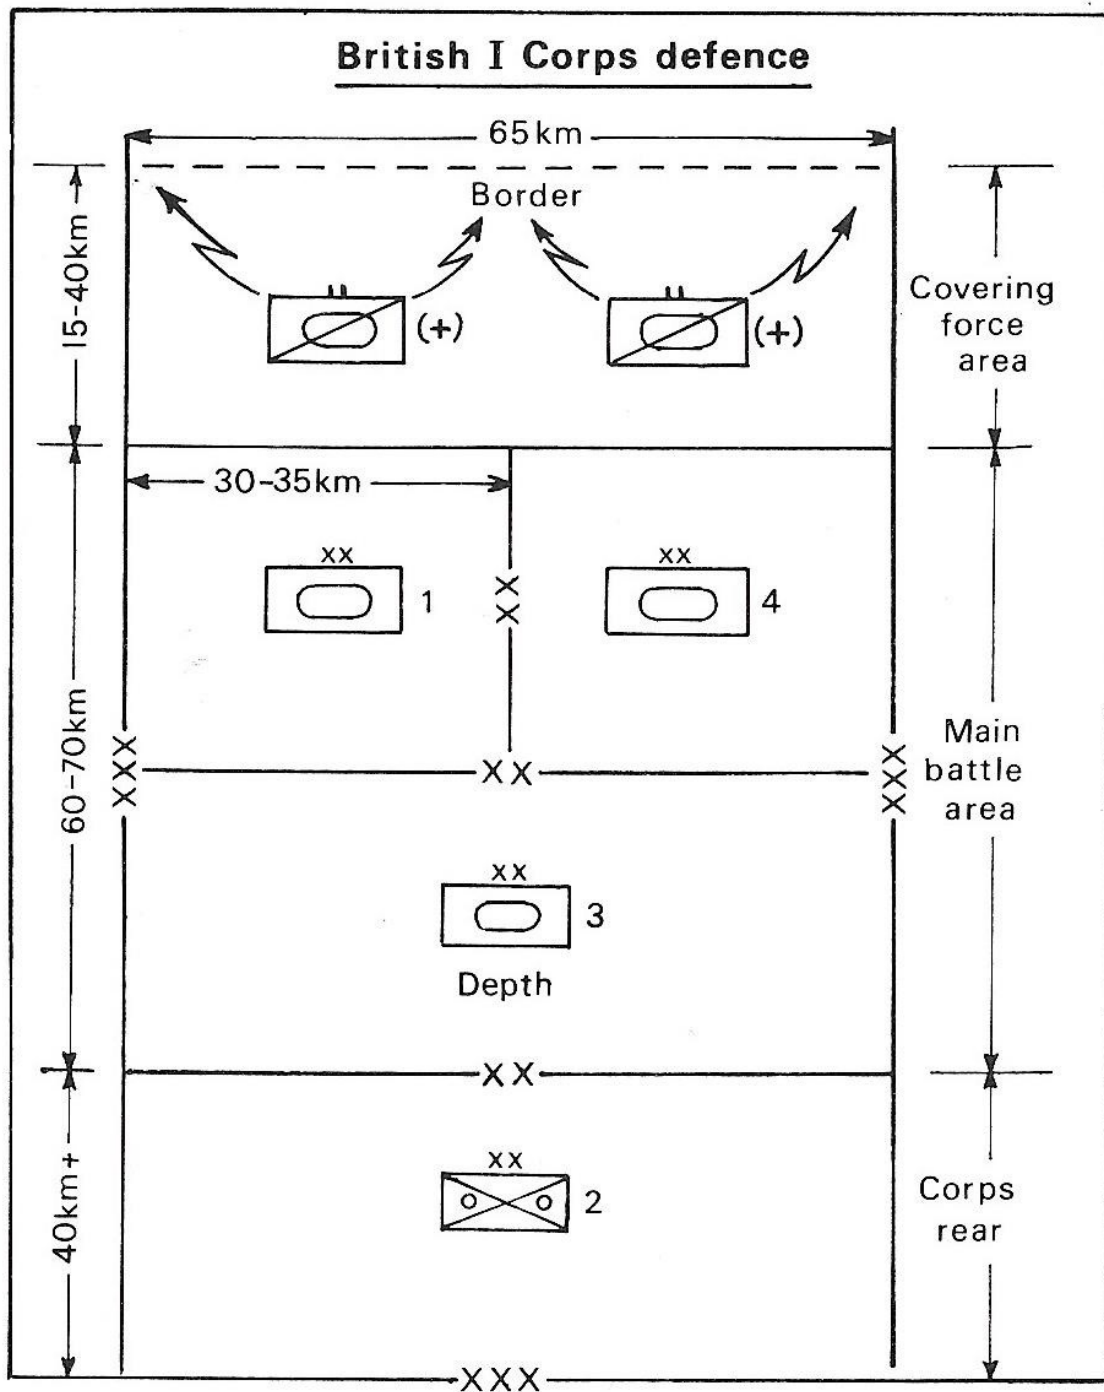 British I Corps defence
65km
Border
15-40km
(+)
(+)
Covering
force
area
30-35km
xx
1
xx
4
XX
60-70km
XXX
XX
XXX
Main
battle
area
xx
3
Depth
XX
40km+
xx
2
Corps
rear
XXX